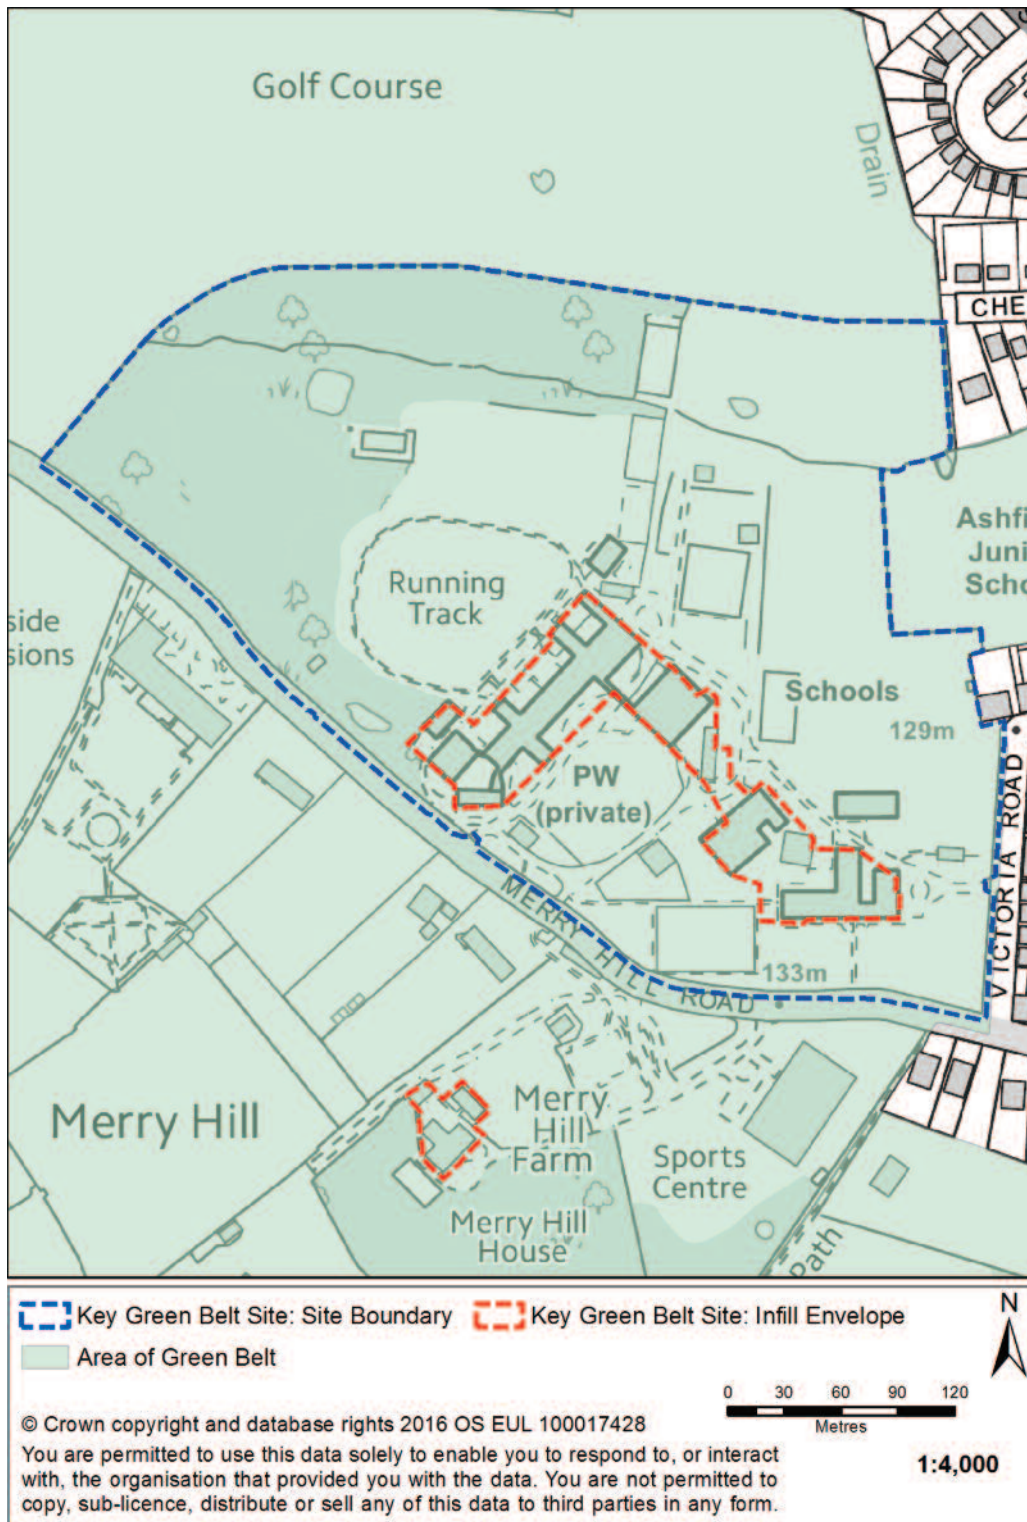 Golf Course
Drain
CHE
Ashfi
Juni
Scho
Running
Track
side
sions
Schools
129m
PW
(private)
VICTORIA ROAD
MERRY HILL ROAD
133m
Merry Hill
Merry
Hill
Farm
Sports
Centre
Merry Hill
House
Path
Key Green Belt Site: Site Boundary
Key Green Belt Site: Infill Envelope
N
Area of Green Belt
0 30 60 90 120
Metres
© Crown copyright and database rights 2016 OS EUL 100017428
You are permitted to use this data solely to enable you to respond to, or interact
with, the organisation that provided you with the data. You are not permitted to
copy, sub-licence, distribute or sell any of this data to third parties in any form.
1:4,000